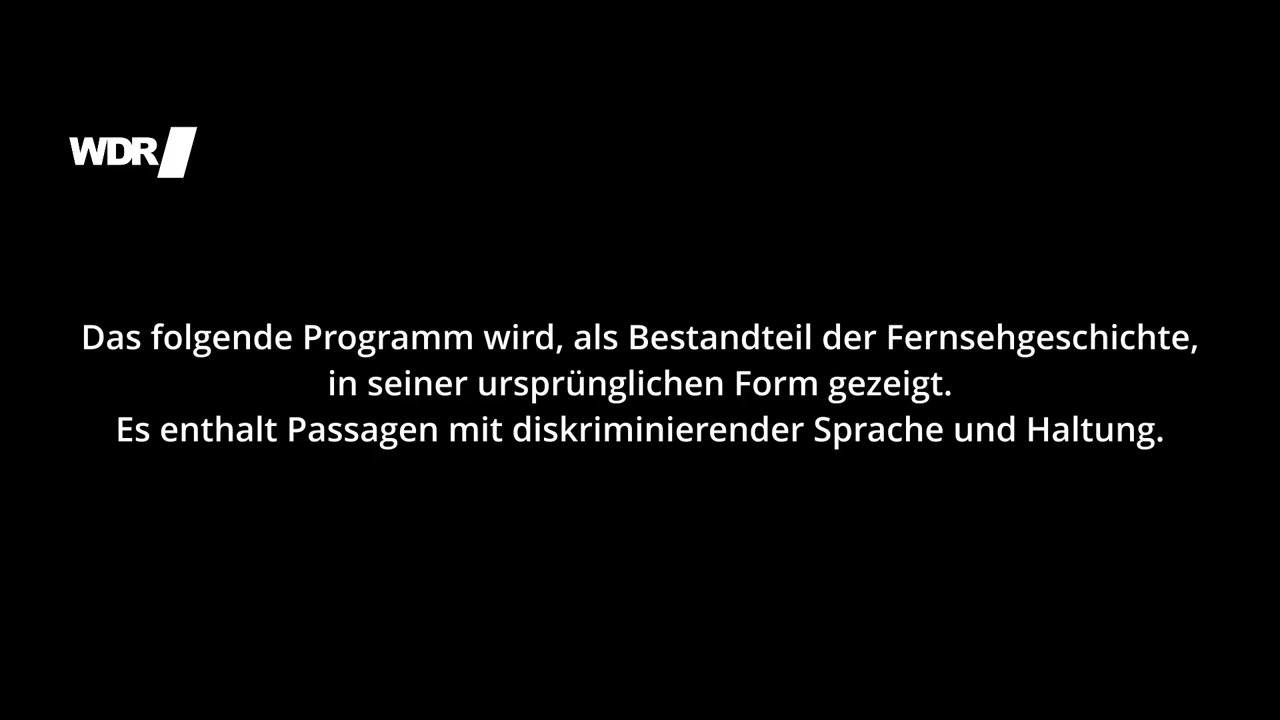 WDR
Das folgende Programm wird, als Bestandteil der Fernsehgeschichte,
in seiner ursprünglichen Form gezeigt.
Es enthalt Passagen mit diskriminierender Sprache und Haltung.